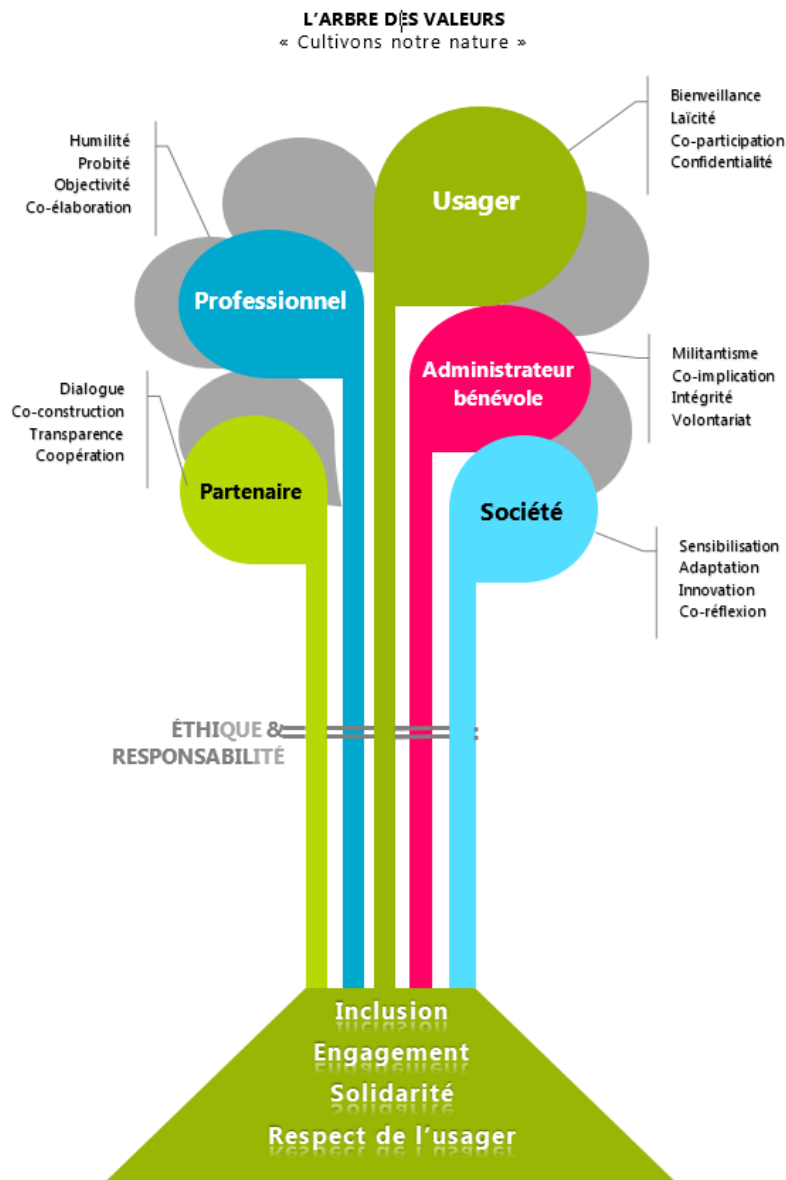 L'ARBRE DES VALEURS
« Cultivons notre nature »
Bienveillance
Laïcité
Co-participation
Confidentialité
Humilité
Probité
Objectivité
Co-élaboration
Usager
Professionnel
Administrateur
bénévole
Militantisme
Co-implication
Intégrité
Volontariat
Dialogue
Co-construction
Transparence
Coopération
Partenaire
Société
Sensibilisation
Adaptation
Innovation
Co-réflexion
ÉTHIQUE &
RESPONSABILITÉ
Inclusion
Engagement
Solidarité
Respect de l'usager